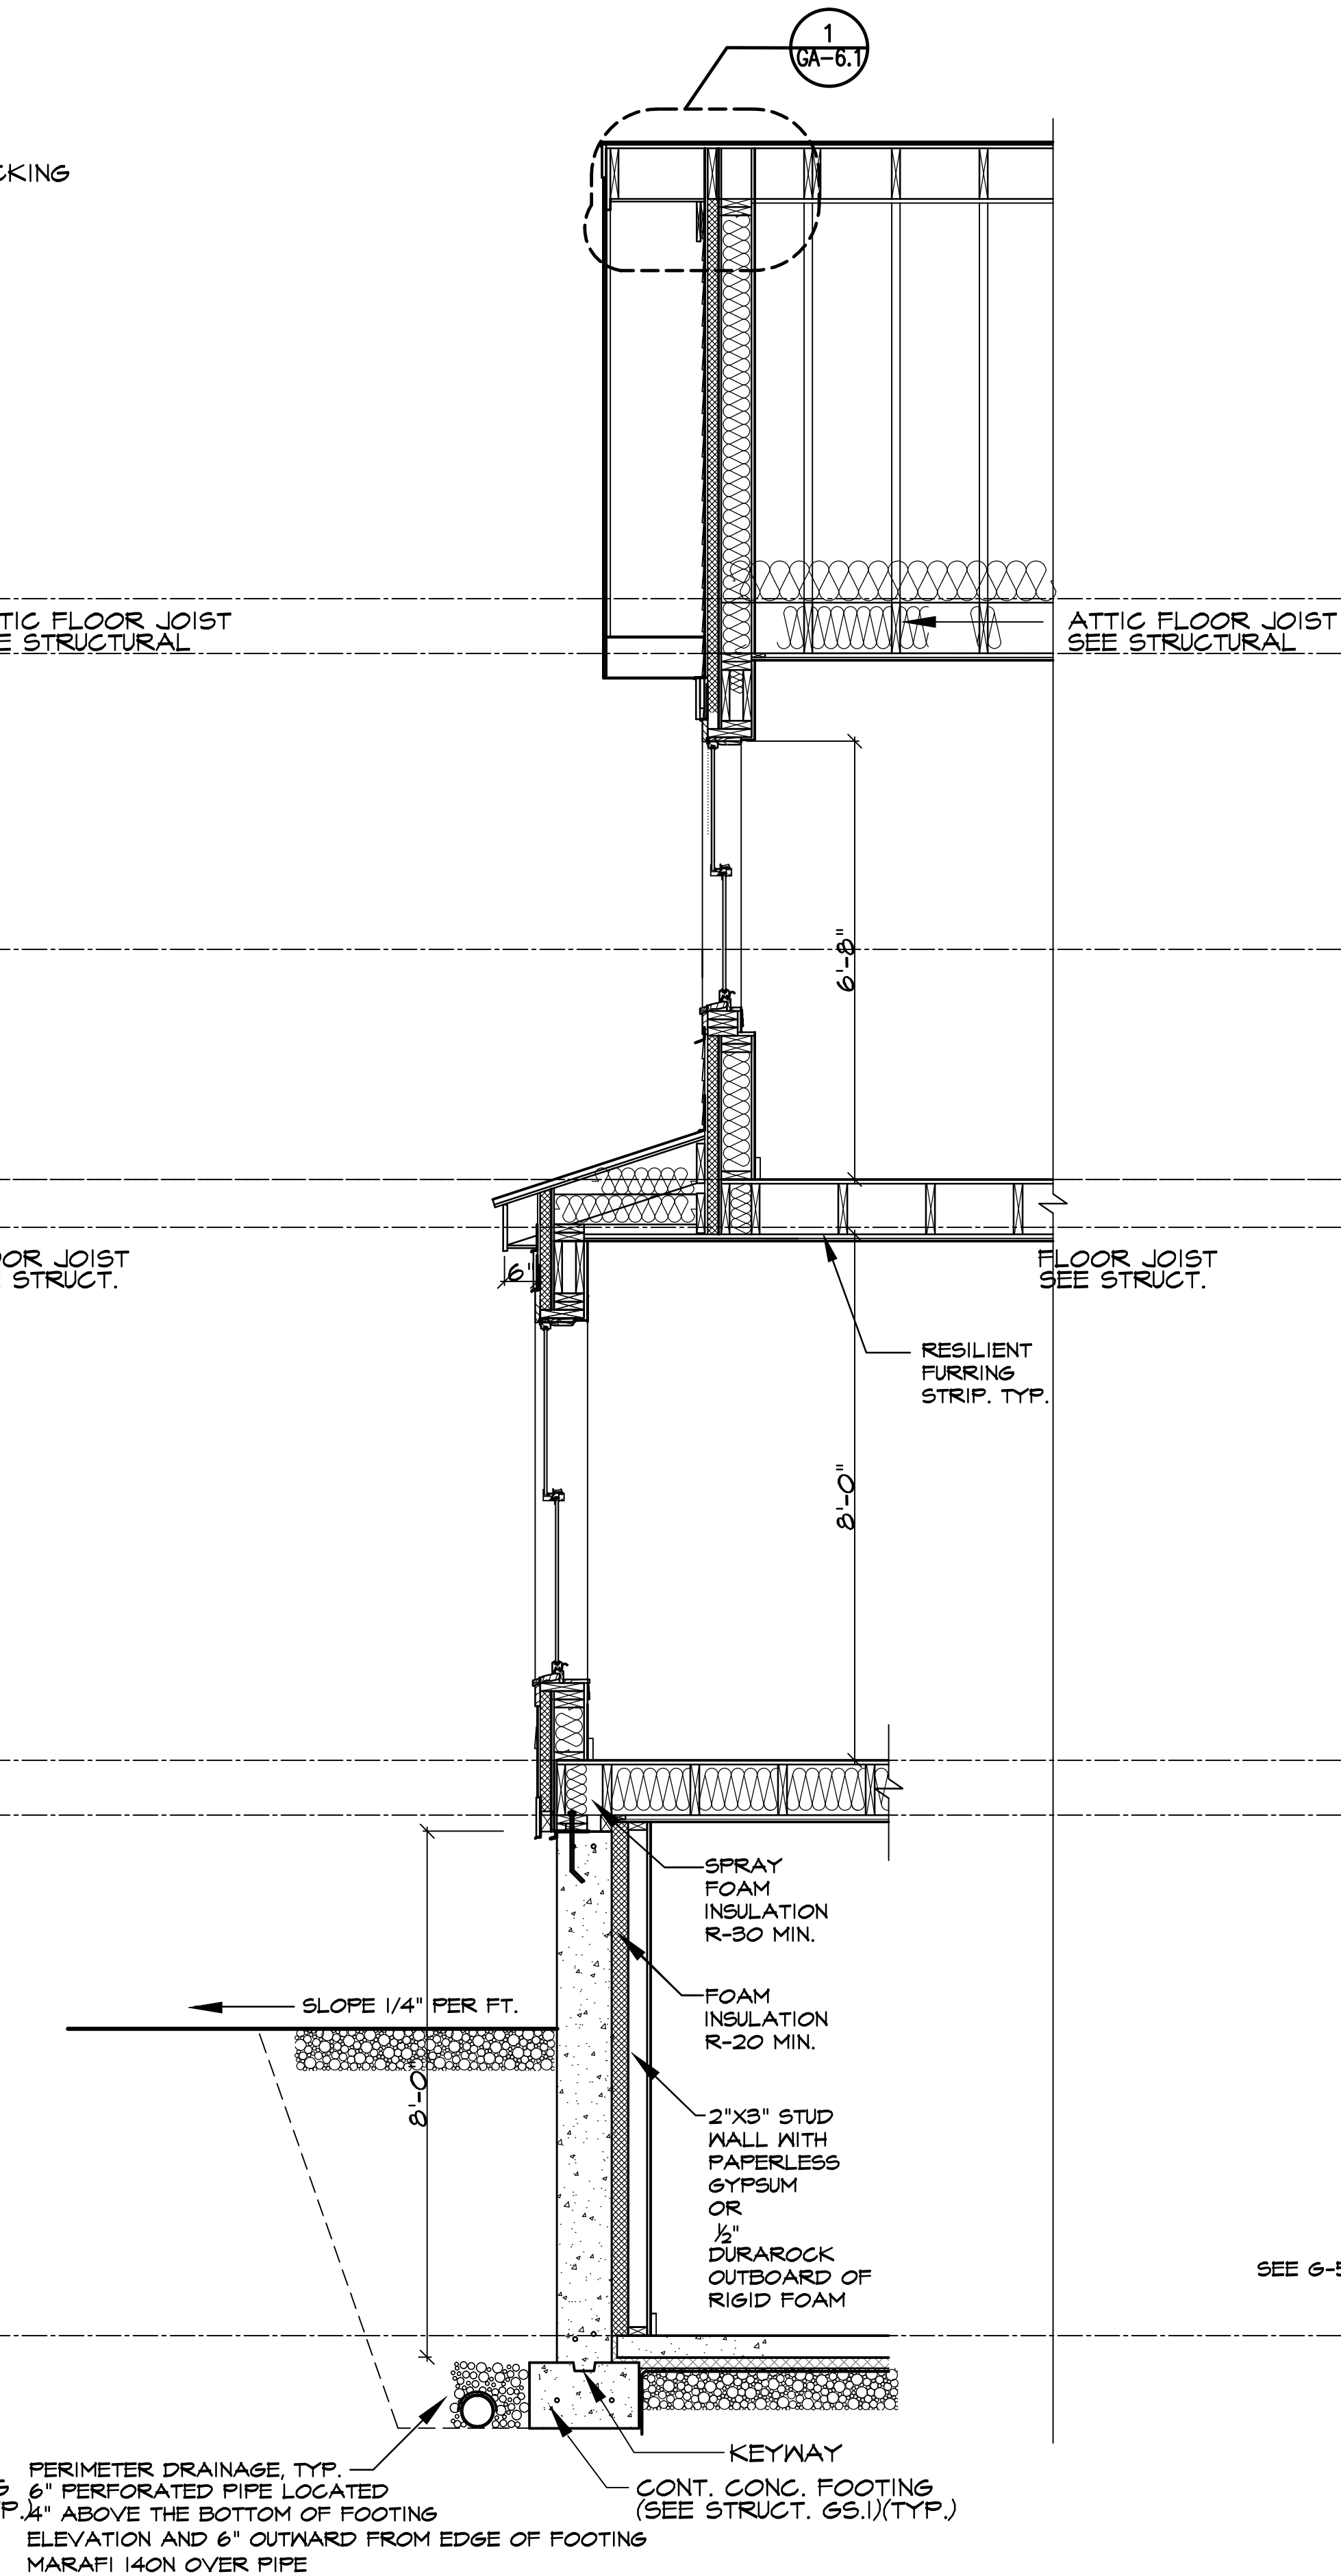 1
GA-6.1
CKING
TIC FLOOR JOIST
E STRUCTURAL
ATTIC FLOOR JOIST
SEE STRUCTURAL
6'-8"
OOR JOIST
STRUCT.
6"
FLOOR JOIST
SEE STRUCT.
RESILIENT
FURRING
STRIP. TYP.
8'-0"
SPRAY
FOAM
INSULATION
R-30 MIN.
SLOPE 1/4" PER FT.
FOAM
INSULATION
R-20 MIN.
8'-0"
2"X3" STUD
WALL WITH
PAPERLESS
GYPSUM
OR
1/2"
DURAROCK
OUTBOARD OF
RIGID FOAM
SEE G-5
KEYWAY
CONT. CONC. FOOTING
(SEE STRUCT. GS.1)(TYP.)
PERIMETER DRAINAGE, TYP.
G 6" PERFORATED PIPE LOCATED
P.) 4" ABOVE THE BOTTOM OF FOOTING
ELEVATION AND 6" OUTWARD FROM EDGE OF FOOTING
MARAFI 140N OVER PIPE